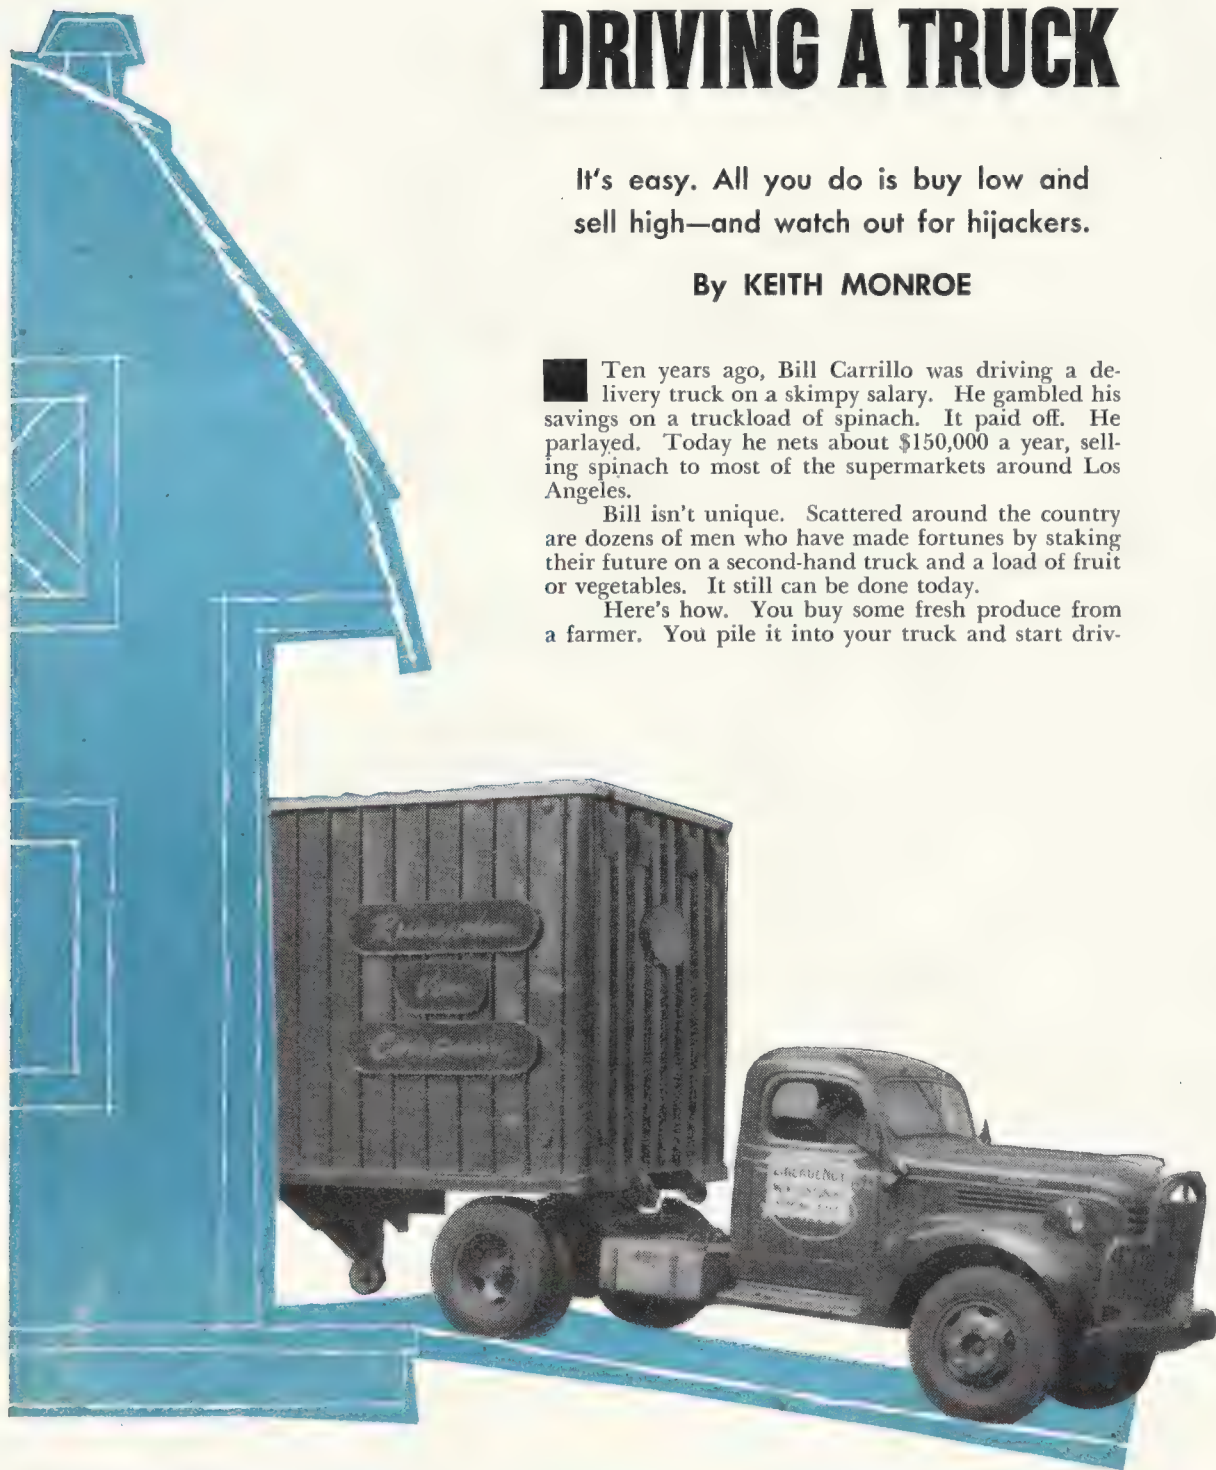 DRIVING A TRUCK
It's easy. All you do is buy low and
sell high—and watch out for hijackers.
By KEITH MONROE
Ten years ago, Bill Carrillo was driving a de-
livery truck on a skimpy salary. He gambled his
savings on a truckload of spinach. It paid off. He
parlayed. Today he nets about $150,000 a year, sell-
ing spinach to most of the supermarkets around Los
Angeles.
Bill isn't unique. Scattered around the country
are dozens of men who have made fortunes by staking
their future on a second-hand truck and a load of fruit
or vegetables. It still can be done today.
Here's how. You buy some fresh produce from
a farmer. You pile it into your truck and start driv-
EMERGENCY